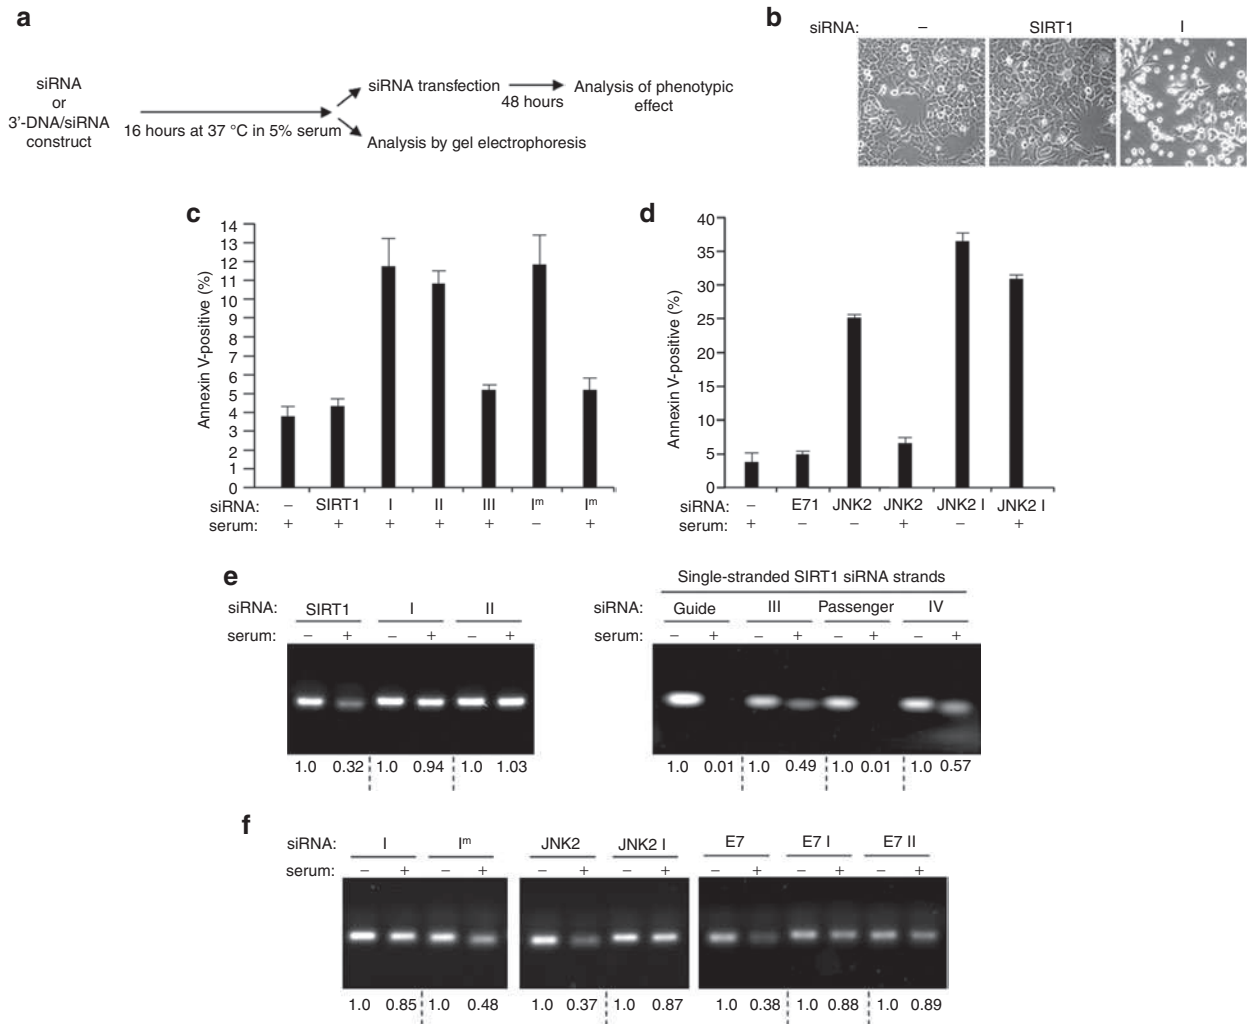 a
siRNA
or
3'-DNA/siRNA
construct
16 hours at 37 °C in 5% serum
siRNA transfection
48 hours
Analysis of phenotypic
effect
Analysis by gel electrophoresis
b
siRNA: – SIRT1 I
c
Annexin V-positive (%)
14
13
12
11
10
9
8
7
6
5
4
3
2
1
0
siRNA: – SIRT1 I II III Iᵐ Iᵐ
serum: + + + + + – +
d
Annexin V-positive (%)
40
35
30
25
20
15
10
5
0
siRNA: – E71 JNK2 JNK2 JNK2 I JNK2 I
serum: + – – + – +
e
siRNA: SIRT1 I II
serum: – + – + – +
1.0 0.32 1.0 0.94 1.0 1.03
Single-stranded SIRT1 siRNA strands
siRNA: Guide III Passenger IV
serum: – + – + – + – +
1.0 0.01 1.0 0.49 1.0 0.01 1.0 0.57
f
siRNA: I Iᵐ JNK2 JNK2 I E7 E7 I E7 II
serum: – + – + – + – + – + – + – +
1.0 0.85 1.0 0.48 1.0 0.37 1.0 0.87 1.0 0.38 1.0 0.88 1.0 0.89